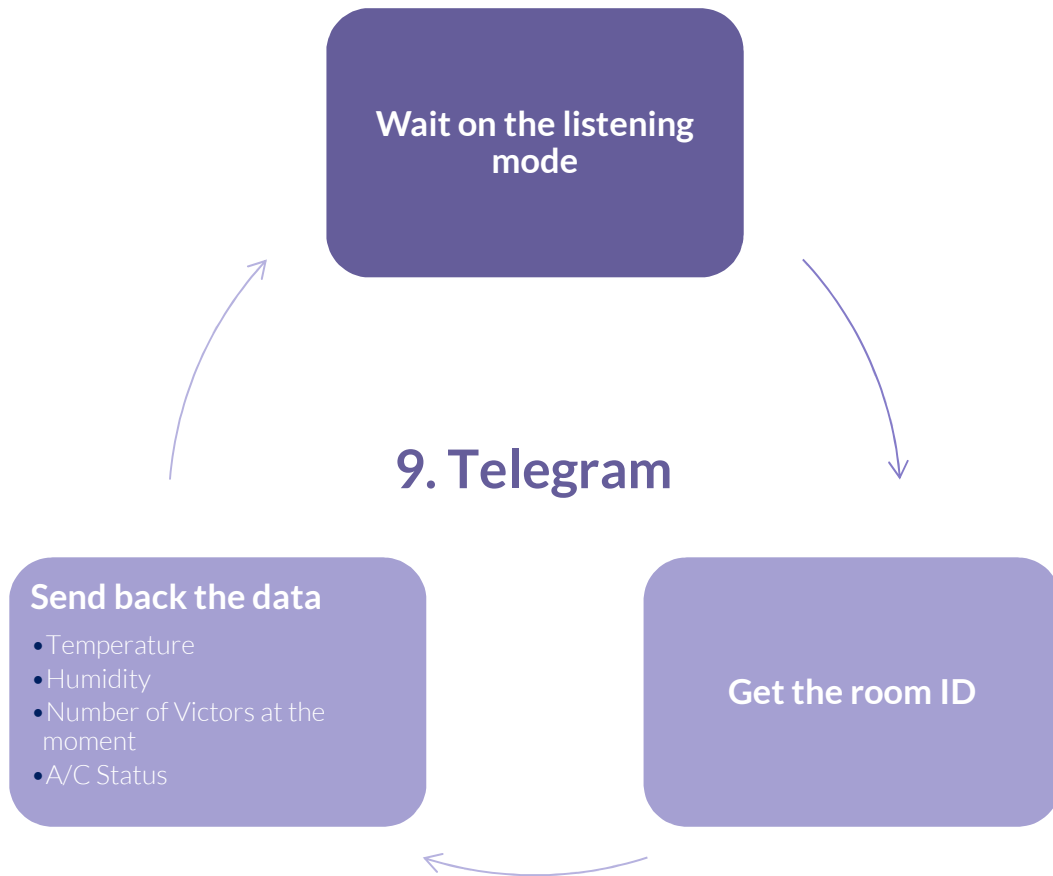 Wait on the listening
mode
9. Telegram
Send back the data
•Temperature
•Humidity
•Number of Victors at the
moment
•A/C Status
Get the room ID